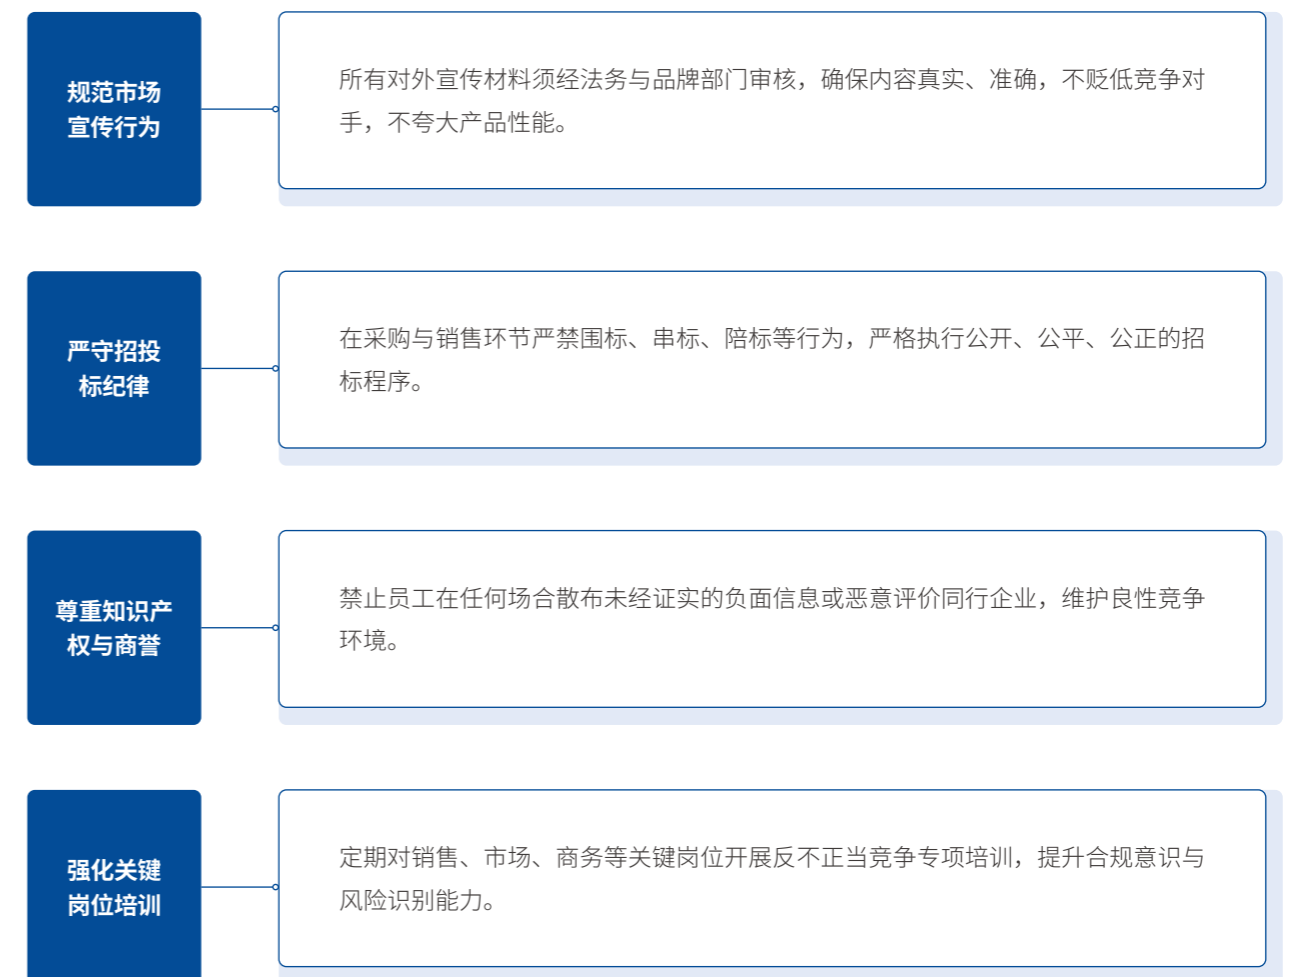 规范市场
宣传行为
所有对外宣传材料须经法务与品牌部门审核，确保内容真实、准确，不贬低竞争对
手，不夸大产品性能。
严守招投
标纪律
在采购与销售环节严禁围标、串标、陪标等行为，严格执行公开、公平、公正的招
标程序。
尊重知识产
权与商誉
禁止员工在任何场合散布未经证实的负面信息或恶意评价同行企业，维护良性竞争
环境。
强化关键
岗位培训
定期对销售、市场、商务等关键岗位开展反不正当竞争专项培训，提升合规意识与
风险识别能力。